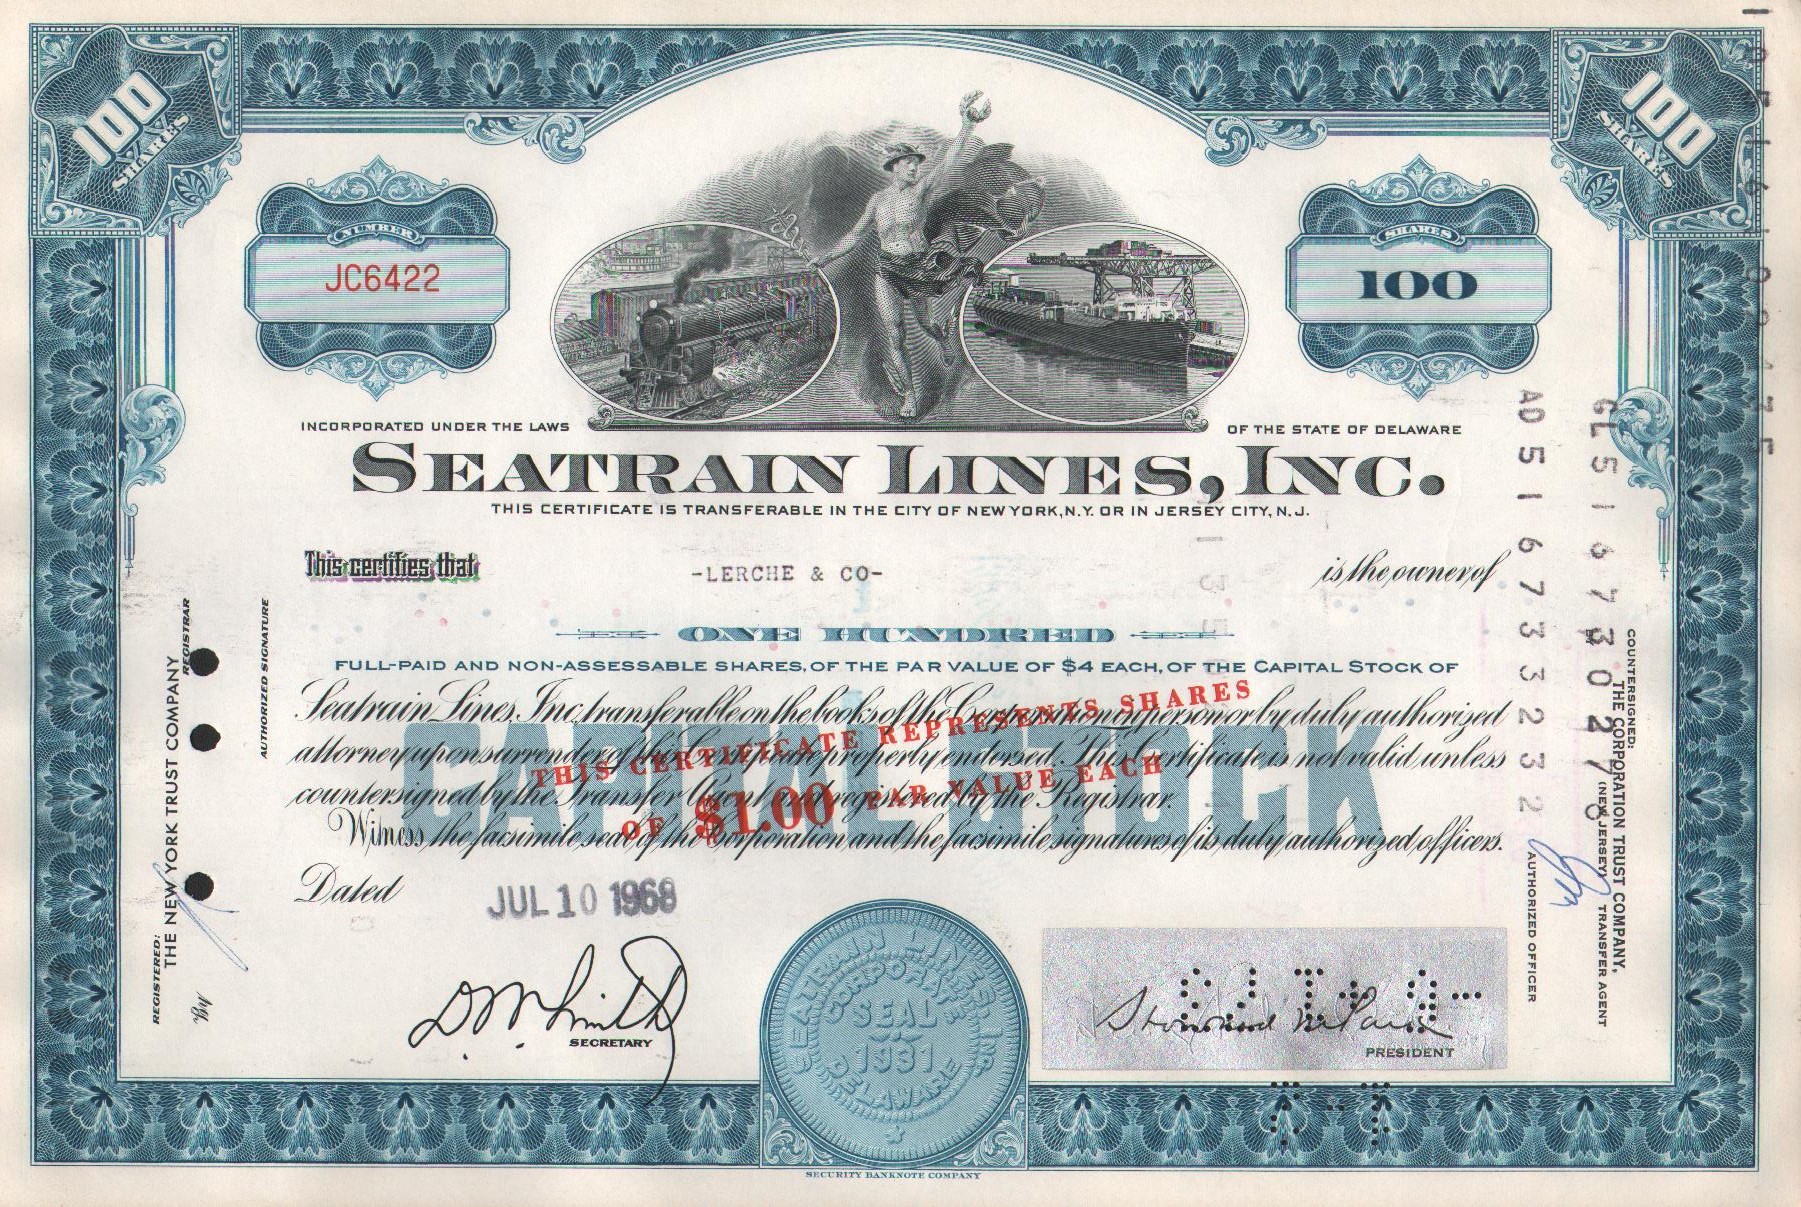 100
SHARES
100
SHARES
NUMBER
JC6422
SHARES
100
INCORPORATED UNDER THE LAWS
OF THE STATE OF DELAWARE
SEATRAIN LINES, INC.
THIS CERTIFICATE IS TRANSFERABLE IN THE CITY OF NEW YORK, N.Y. OR IN JERSEY CITY, N.J.
This certifies that
-LERCHE & CO-
is the owner of
ONE HUNDRED
FULL-PAID AND NON-ASSESSABLE SHARES, OF THE PAR VALUE OF $4 EACH, OF THE CAPITAL STOCK OF
Seatrain Lines, Inc. transferable on the books of the Corporation in person or by duly authorized
attorney upon surrender of this Certificate properly endorsed. This Certificate is not valid unless
countersigned by the Transfer Agent and registered by the Registrar.
Witness the facsimile seal of the Corporation and the facsimile signatures of its duly authorized officers.
CAPITAL STOCK
THIS CERTIFICATE REPRESENTS SHARES
OF $1.00 PAR VALUE EACH
Dated
JUL 10 1968
D M Smith
SECRETARY
SEATRAIN LINES, INC.
CORPORATE
SEAL
1931
DELAWARE
PRESIDENT
SECURITY BANKNOTE COMPANY
REGISTERED:
THE NEW YORK TRUST COMPANY
REGISTRAR
By
AUTHORIZED SIGNATURE
COUNTERSIGNED:
THE CORPORATION TRUST COMPANY,
(NEW JERSEY) TRANSFER AGENT
By
AUTHORIZED OFFICER
AD 51673 3232
GL 51673 0270